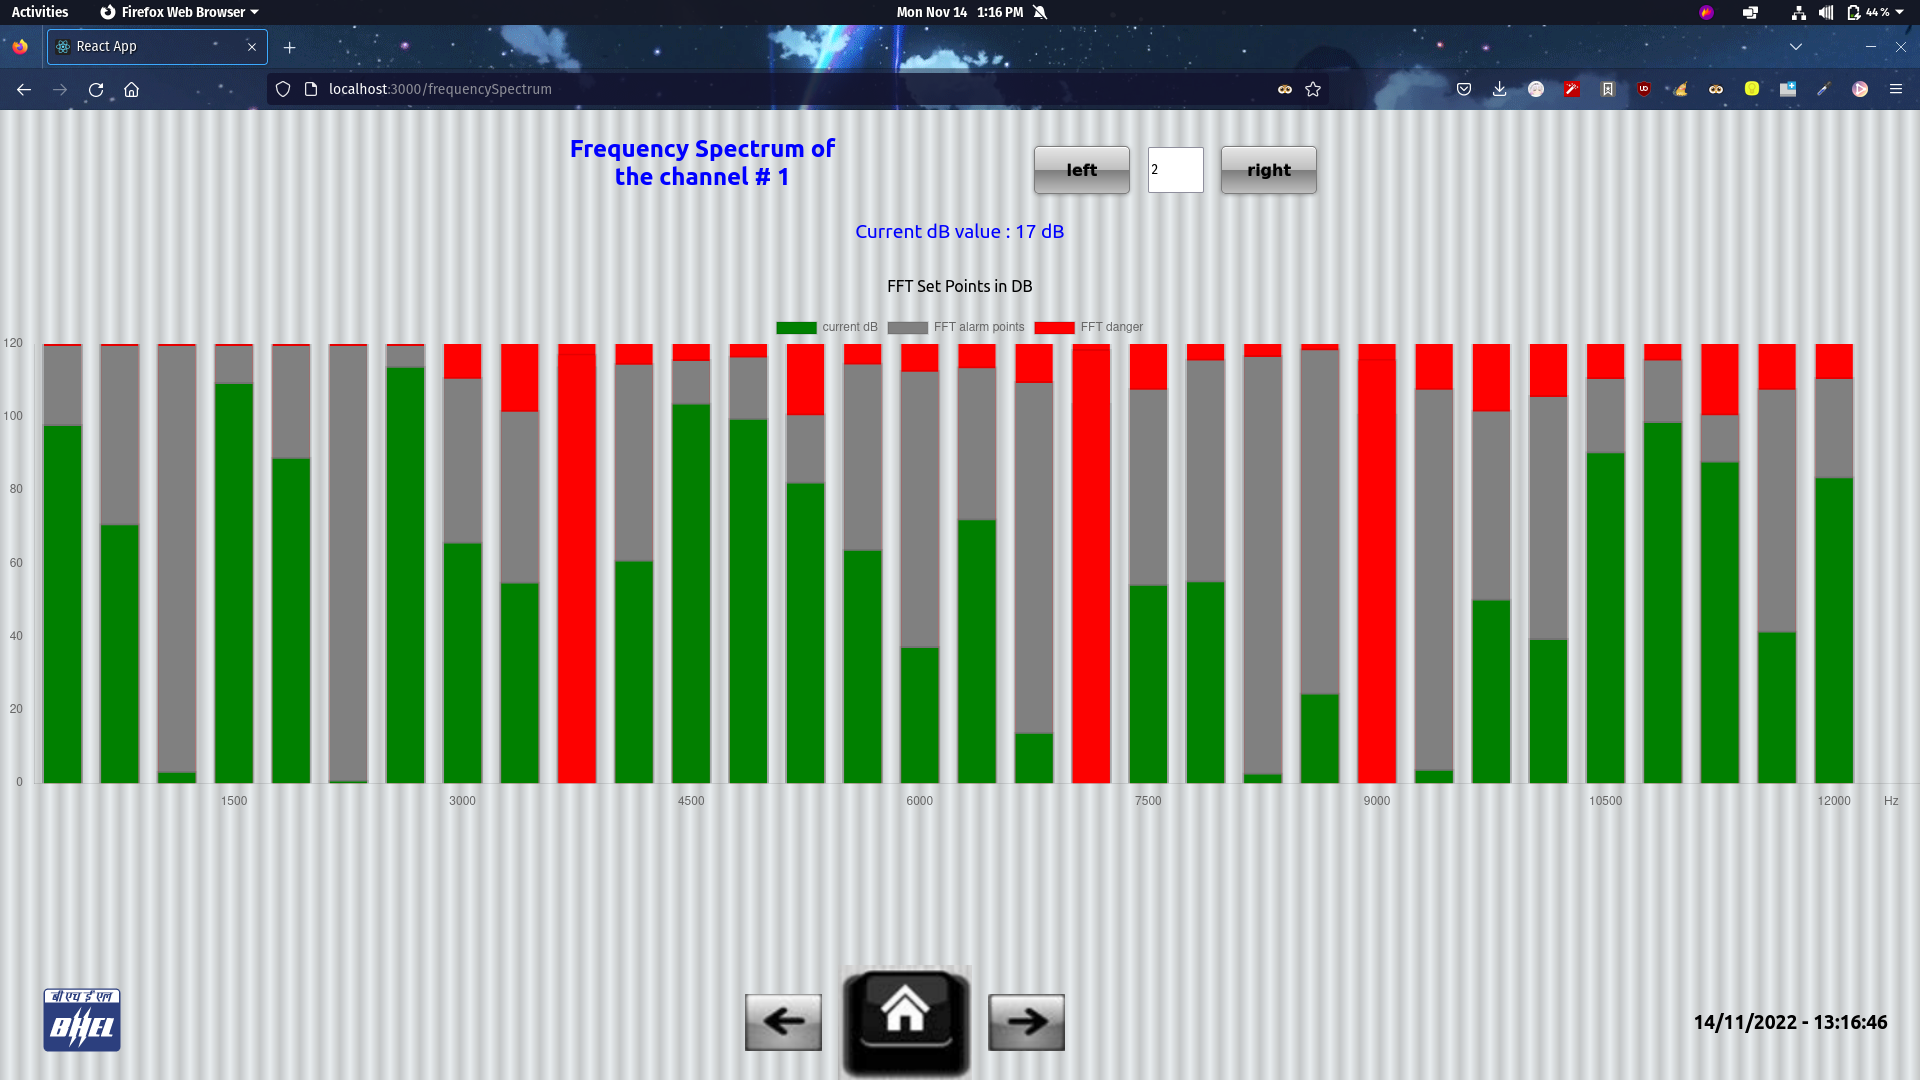 Activities
Firefox Web Browser
Mon Nov 14 1:16 PM
44 %
React App
localhost:3000/frequencySpectrum
UD
Frequency Spectrum of
the channel # 1
left
2
right
Current dB value : 17 dB
FFT Set Points in DB
current dB
FFT alarm points
FFT danger
120
100
80
60
40
20
0
1500
3000
4500
6000
7500
9000
10500
12000
Hz
बी एच ई एल
BHEL
14/11/2022 - 13:16:46